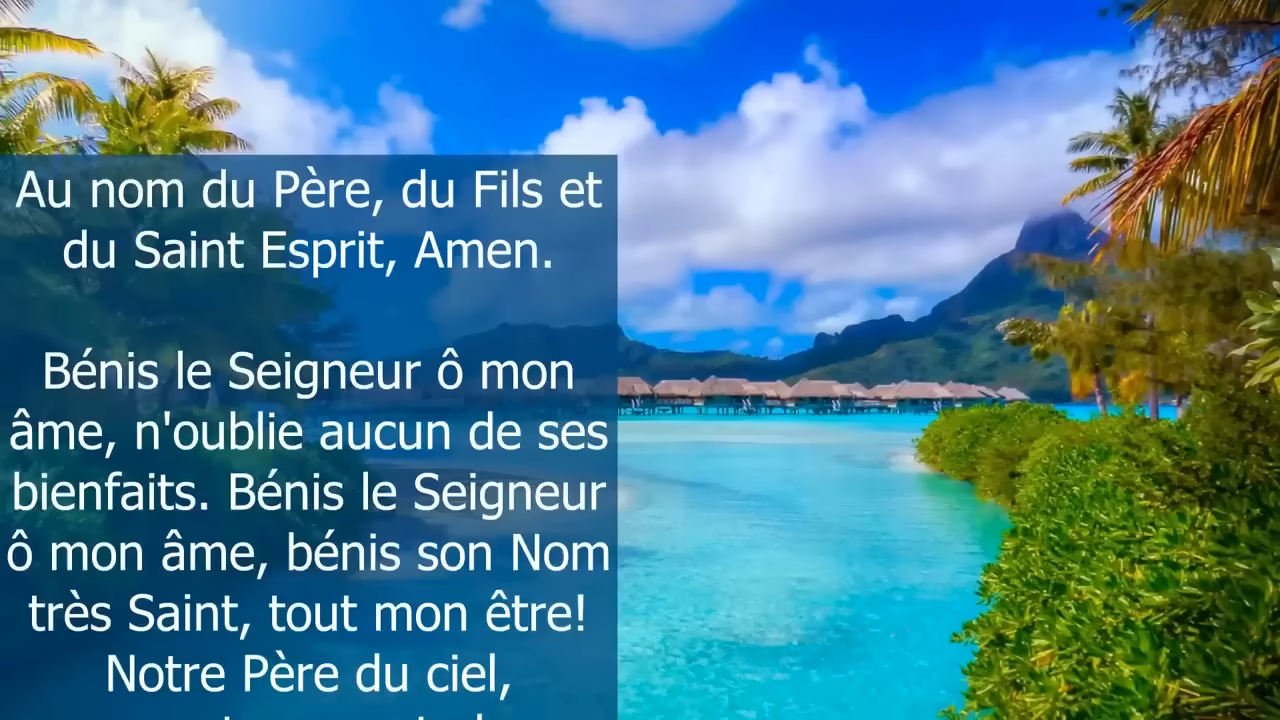 Au nom du Père, du Fils et
du Saint Esprit, Amen.
Bénis le Seigneur ô mon
âme, n'oublie aucun de ses
bienfaits. Bénis le Seigneur
ô mon âme, bénis son Nom
très Saint, tout mon être!
Notre Père du ciel,